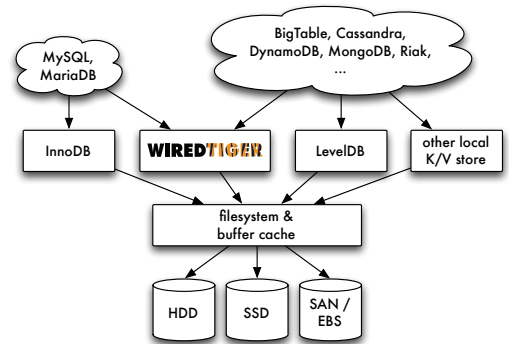 MySQL,
MariaDB
BigTable, Cassandra,
DynamoDB, MongoDB, Riak,
...
InnoDB
WIREDTIGER
LevelDB
other local
K/V store
filesystem &
buffer cache
HDD
SSD
SAN /
EBS